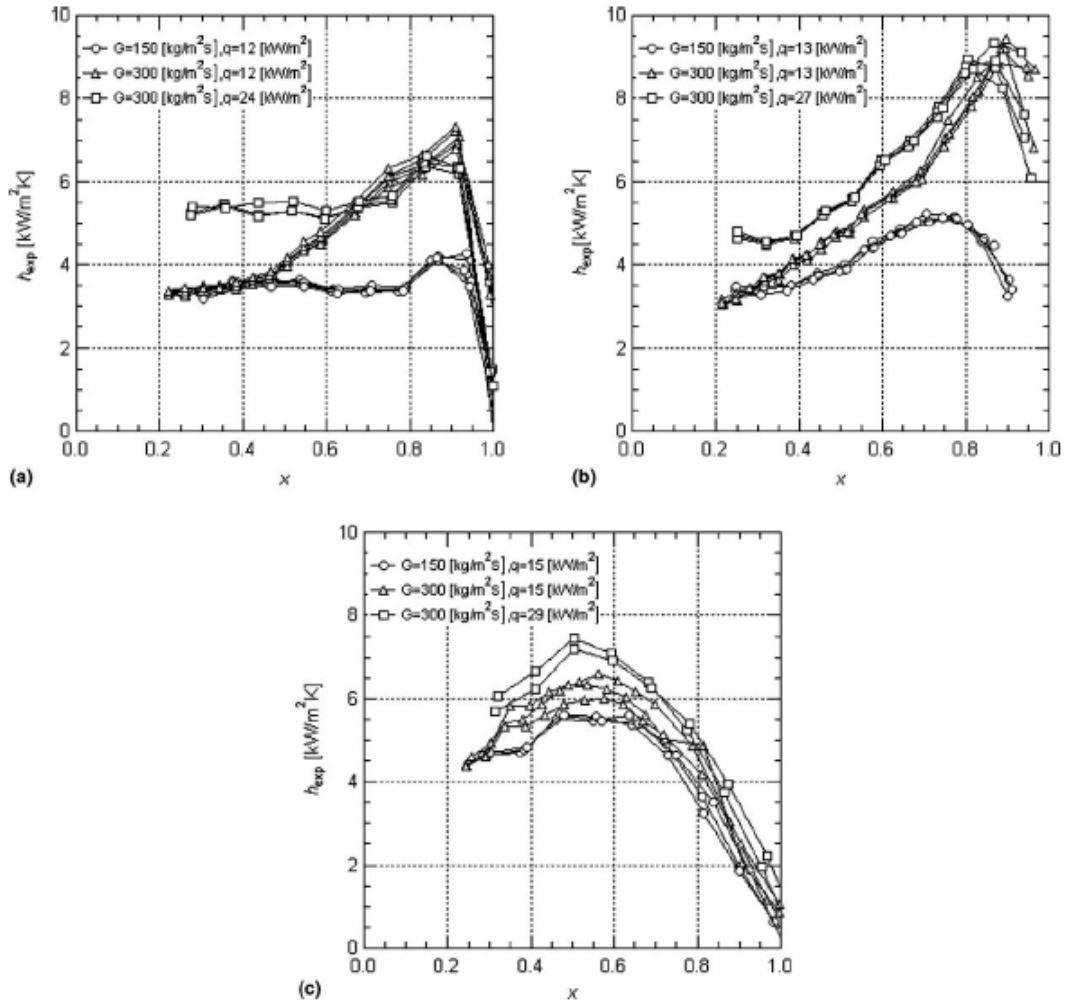 10
8
6
4
2
0
h_exp [kW/m²K]
G=150 [kg/m²s],q=12 [kW/m²]
G=300 [kg/m²s],q=12 [kW/m²]
G=300 [kg/m²s],q=24 [kW/m²]
0.0 0.2 0.4 0.6 0.8 1.0
x
(a)
10
8
6
4
2
0
h_exp[kW/m²K]
G=150 [kg/m²s],q=13 [kW/m²]
G=300 [kg/m²s],q=13 [kW/m²]
G=300 [kg/m²s],q=27 [kW/m²]
0.0 0.2 0.4 0.6 0.8 1.0
x
(b)
10
8
6
4
2
0
h_exp [kW/m²K]
G=150 [kg/m²s],q=15 [kW/m²]
G=300 [kg/m²s],q=15 [kW/m²]
G=300 [kg/m²s],q=29 [kW/m²]
0.0 0.2 0.4 0.6 0.8 1.0
x
(c)